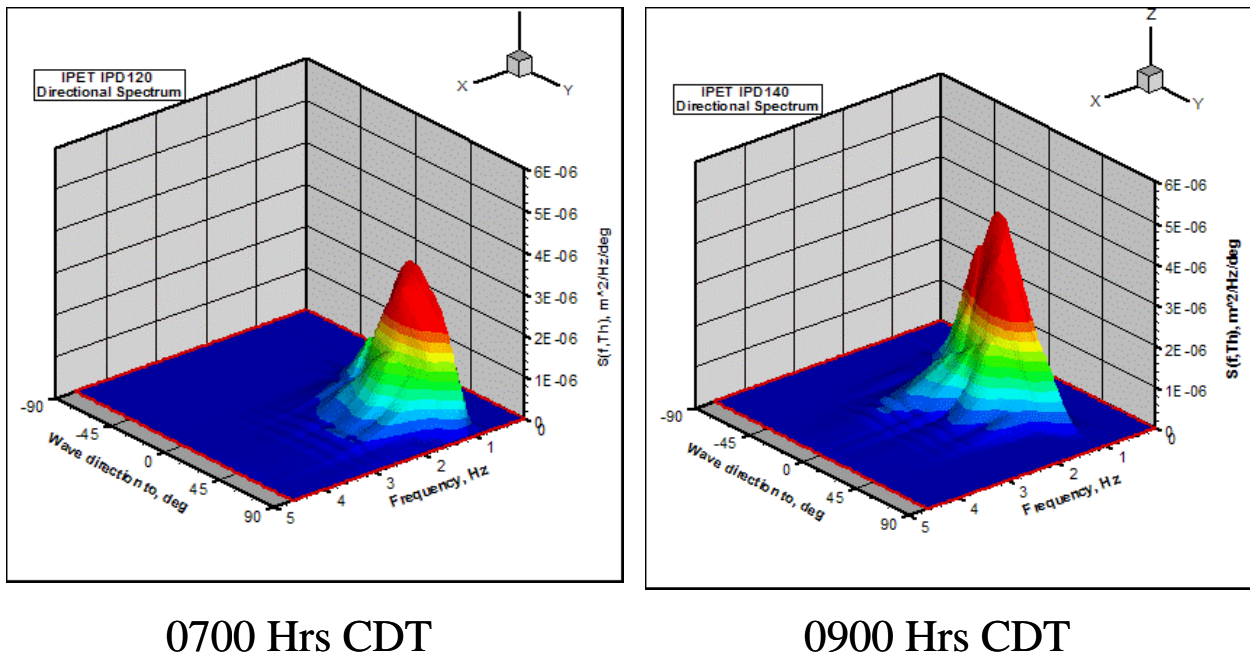 IPET IPD120
Directional Spectrum
X
Y
6E-06
5E-06
4E-06
3E-06
2E-06
1E-06
0
S(f,Th), m^2/Hz/deg
-90
-45
0
45
90
Wave direction to, deg
5
4
3
2
1
0
Frequency, Hz
0700 Hrs CDT
IPET IPD140
Directional Spectrum
Z
X
Y
6E-06
5E-06
4E-06
3E-06
2E-06
1E-06
0
S(f,Th), m^2/Hz/deg
-90
-45
0
45
90
Wave direction to, deg
5
4
3
2
1
0
Frequency, Hz
0900 Hrs CDT